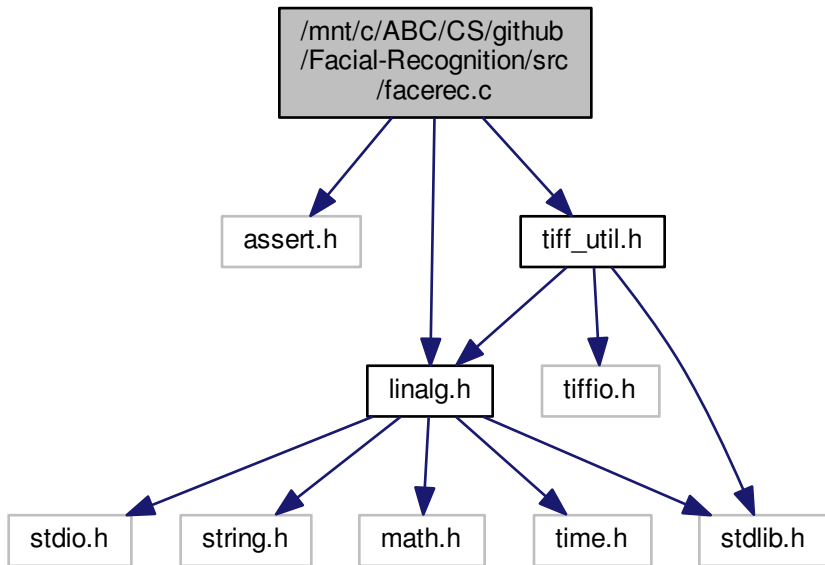 /mnt/c/ABC/CS/github
/Facial-Recognition/src
/facerec.c
assert.h
tiff_util.h
linalg.h
tiffio.h
stdio.h
string.h
math.h
time.h
stdlib.h